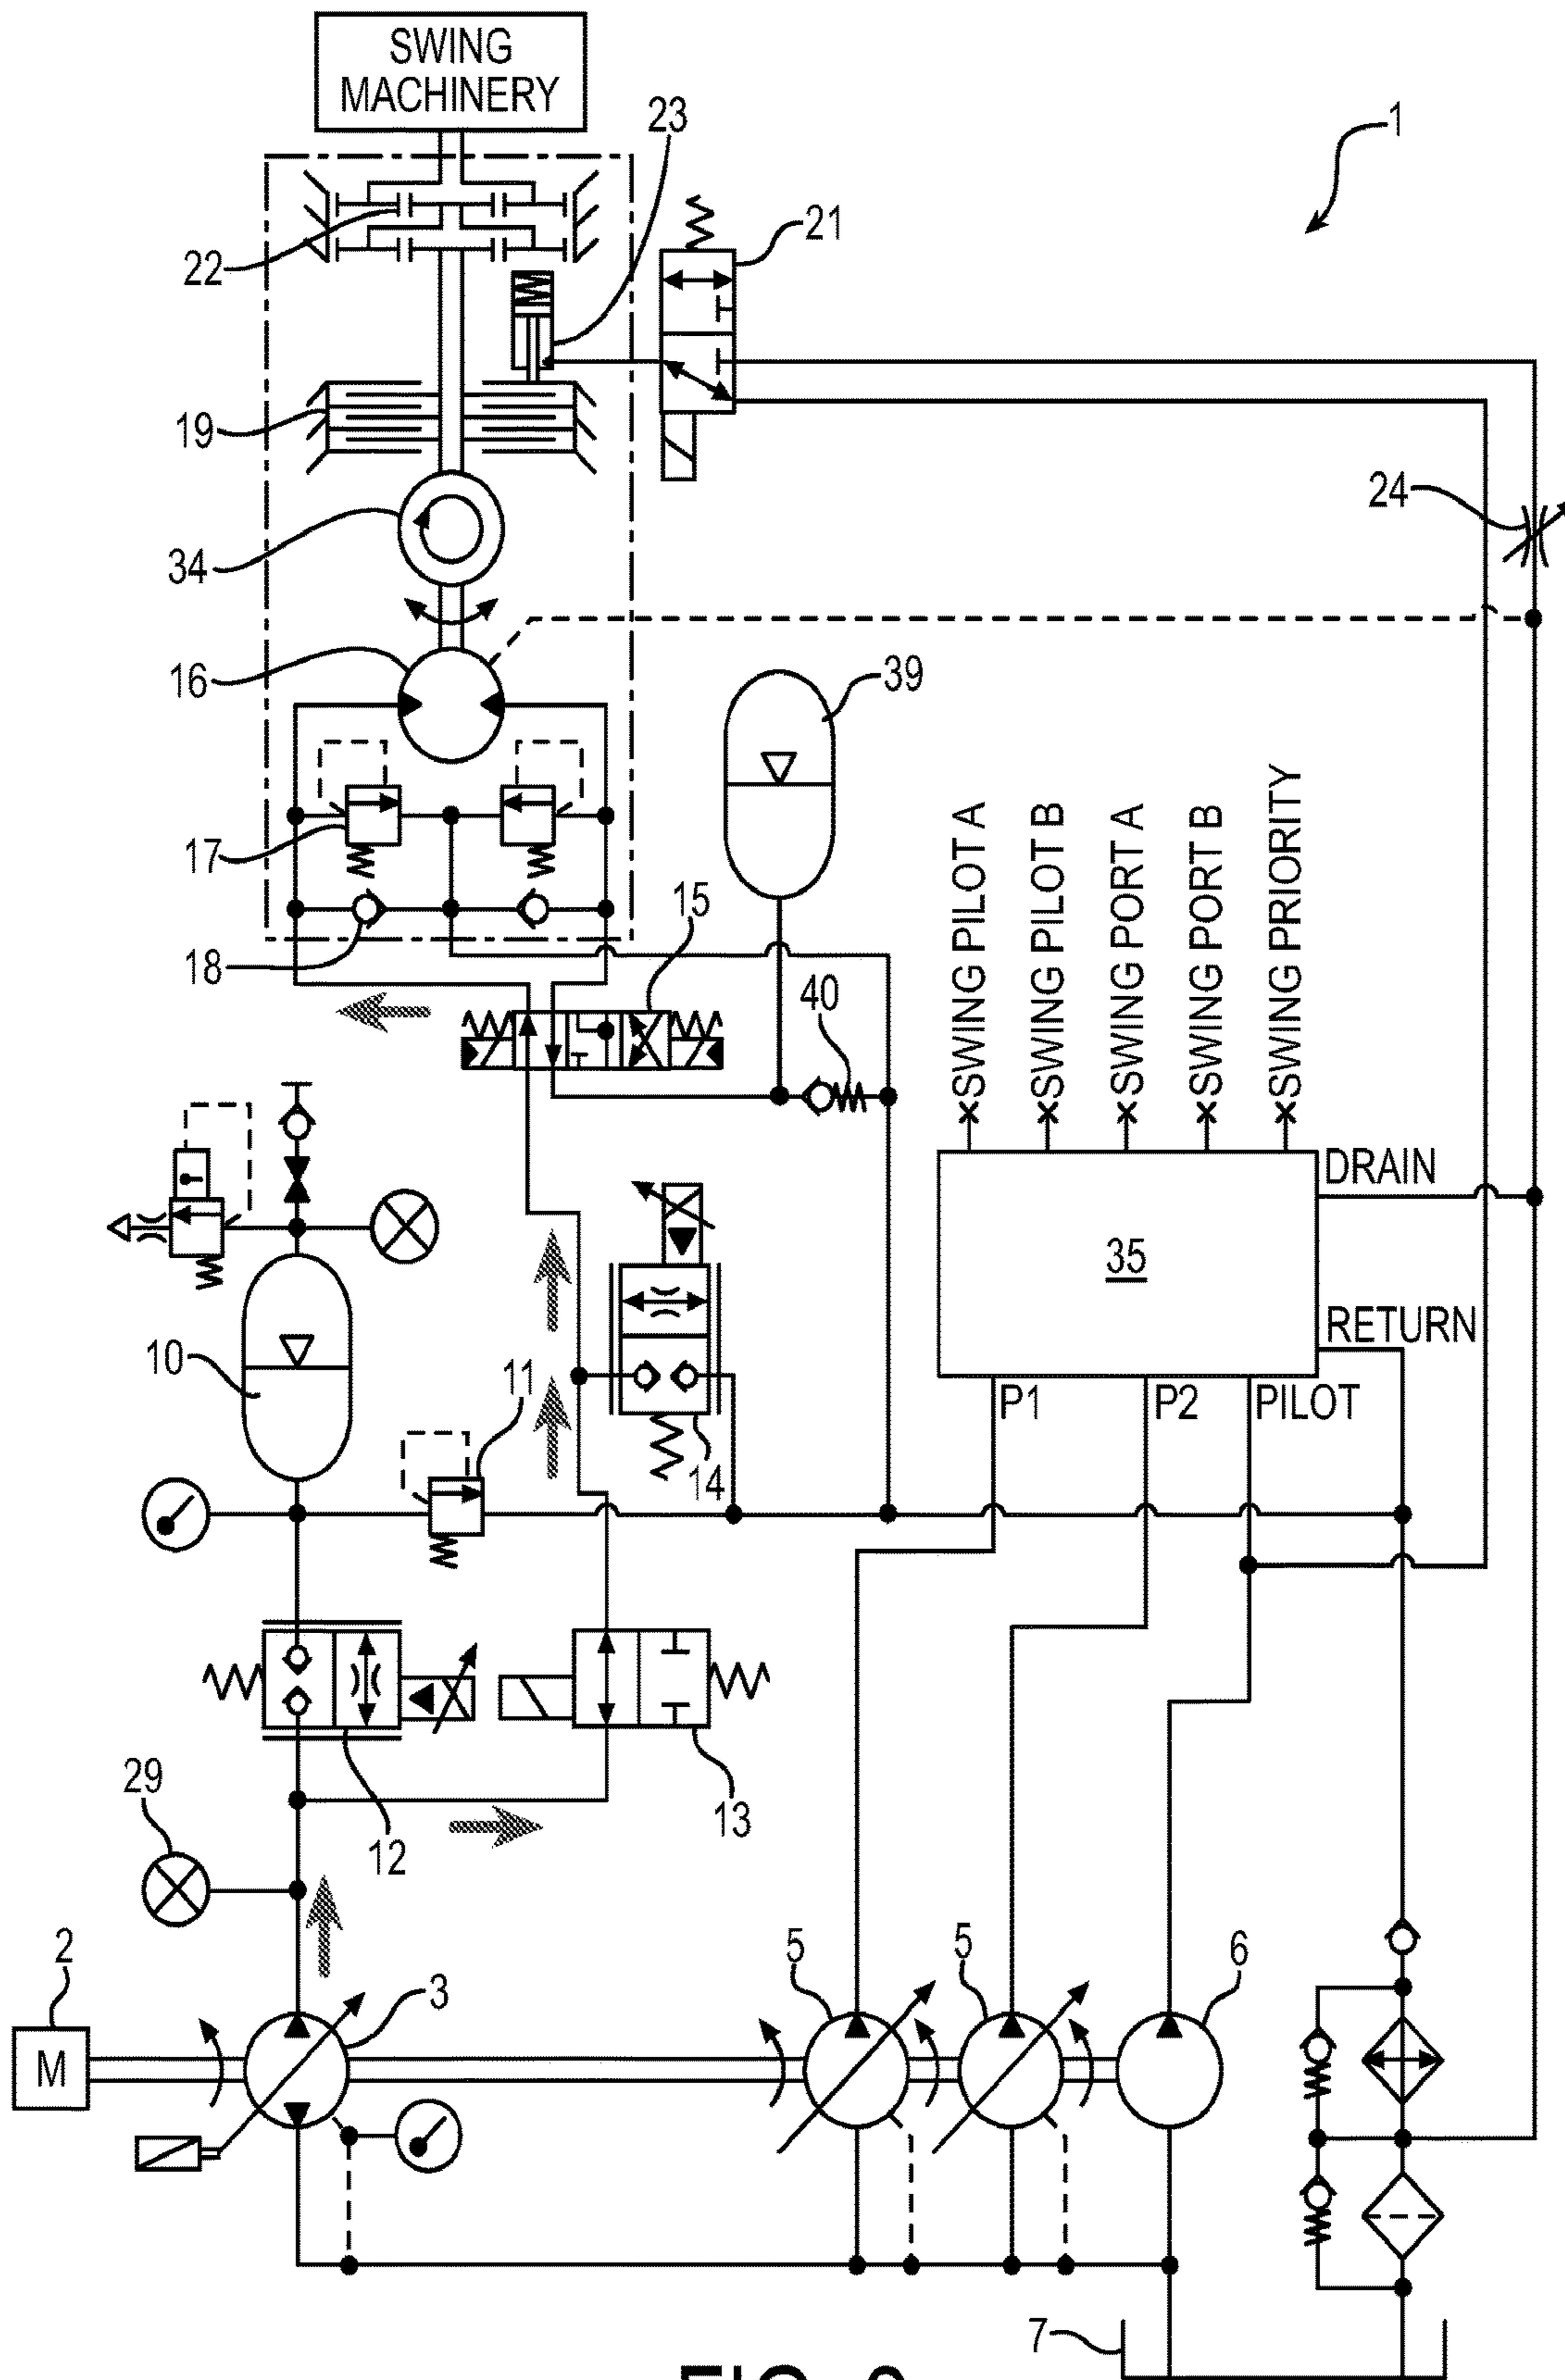 SWING
MACHINERY
23
1
21
22
19
24
34
16
39
17
15
18
40
SWING PILOT A
SWING PILOT B
SWING PORT A
SWING PORT B
SWING PRIORITY
DRAIN
35
10
RETURN
11
P1
P2
PILOT
14
29
13
12
2
3
5
5
6
M
7